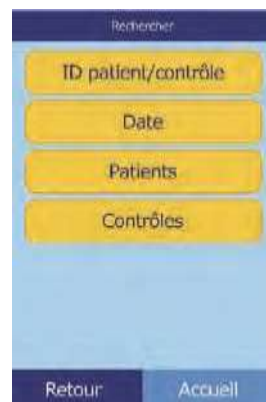 Rechercher
ID patient/contrôle
Date
Patients
Contrôles
Retour
Accueil